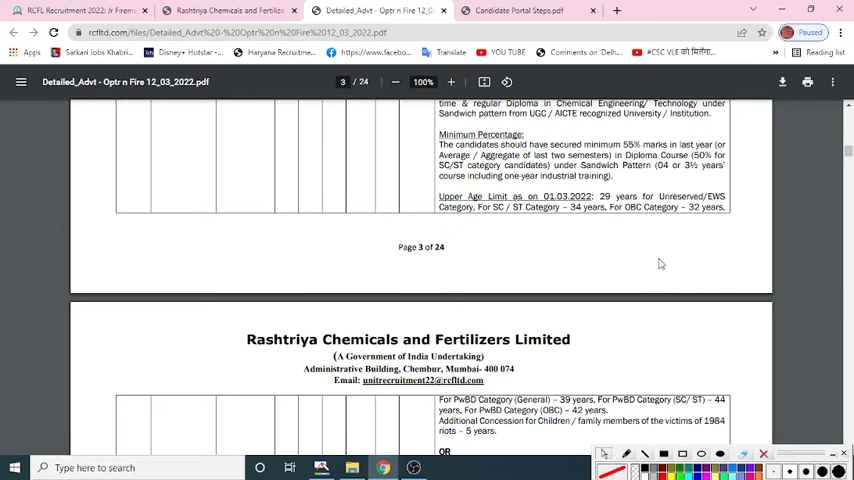 RCFL Recruitment 2022: Jr Firem
Rashtriya Chemicals and Fertilize
Detailed_Advt - Optr n Fire 12_0
Candidate Portal Steps.pdf
rcfltd.com/files/Detailed_Advt%20-%20Optr%20n%20Fire%2012_03_2022.pdf
Paused
Apps
Sarkari Jobs Khabri...
Disney+ Hotstar -...
Haryana Recruitme...
https://www.facebo...
Translate
YOU TUBE
Comments on 'Delh...
#CSC VLE को मिलेंगा...
Reading list
Detailed_Advt - Optr n Fire 12_03_2022.pdf
3 / 24
100%
time & regular Diploma in Chemical Engineering/ Technology under
Sandwich pattern from UGC / AICTE recognized University / Institution.
Minimum Percentage:
The candidates should have secured minimum 55% marks in last year (or
Average / Aggregate of last two semesters) in Diploma Course (50% for
SC/ST category candidates) under Sandwich Pattern (04 or 3½ years'
course including one-year industrial training).
Upper Age Limit as on 01.03.2022: 29 years for Unreserved/EWS
Category, For SC / ST Category – 34 years, For OBC Category – 32 years,
Page 3 of 24
Rashtriya Chemicals and Fertilizers Limited
(A Government of India Undertaking)
Administrative Building, Chembur, Mumbai- 400 074
Email: unitrecruitment22@rcfltd.com
For PwBD Category (General) – 39 years, For PwBD Category (SC/ ST) – 44
years, For PwBD Category (OBC) – 42 years.
Additional Concession for Children / family members of the victims of 1984
riots – 5 years.
OR
Type here to search